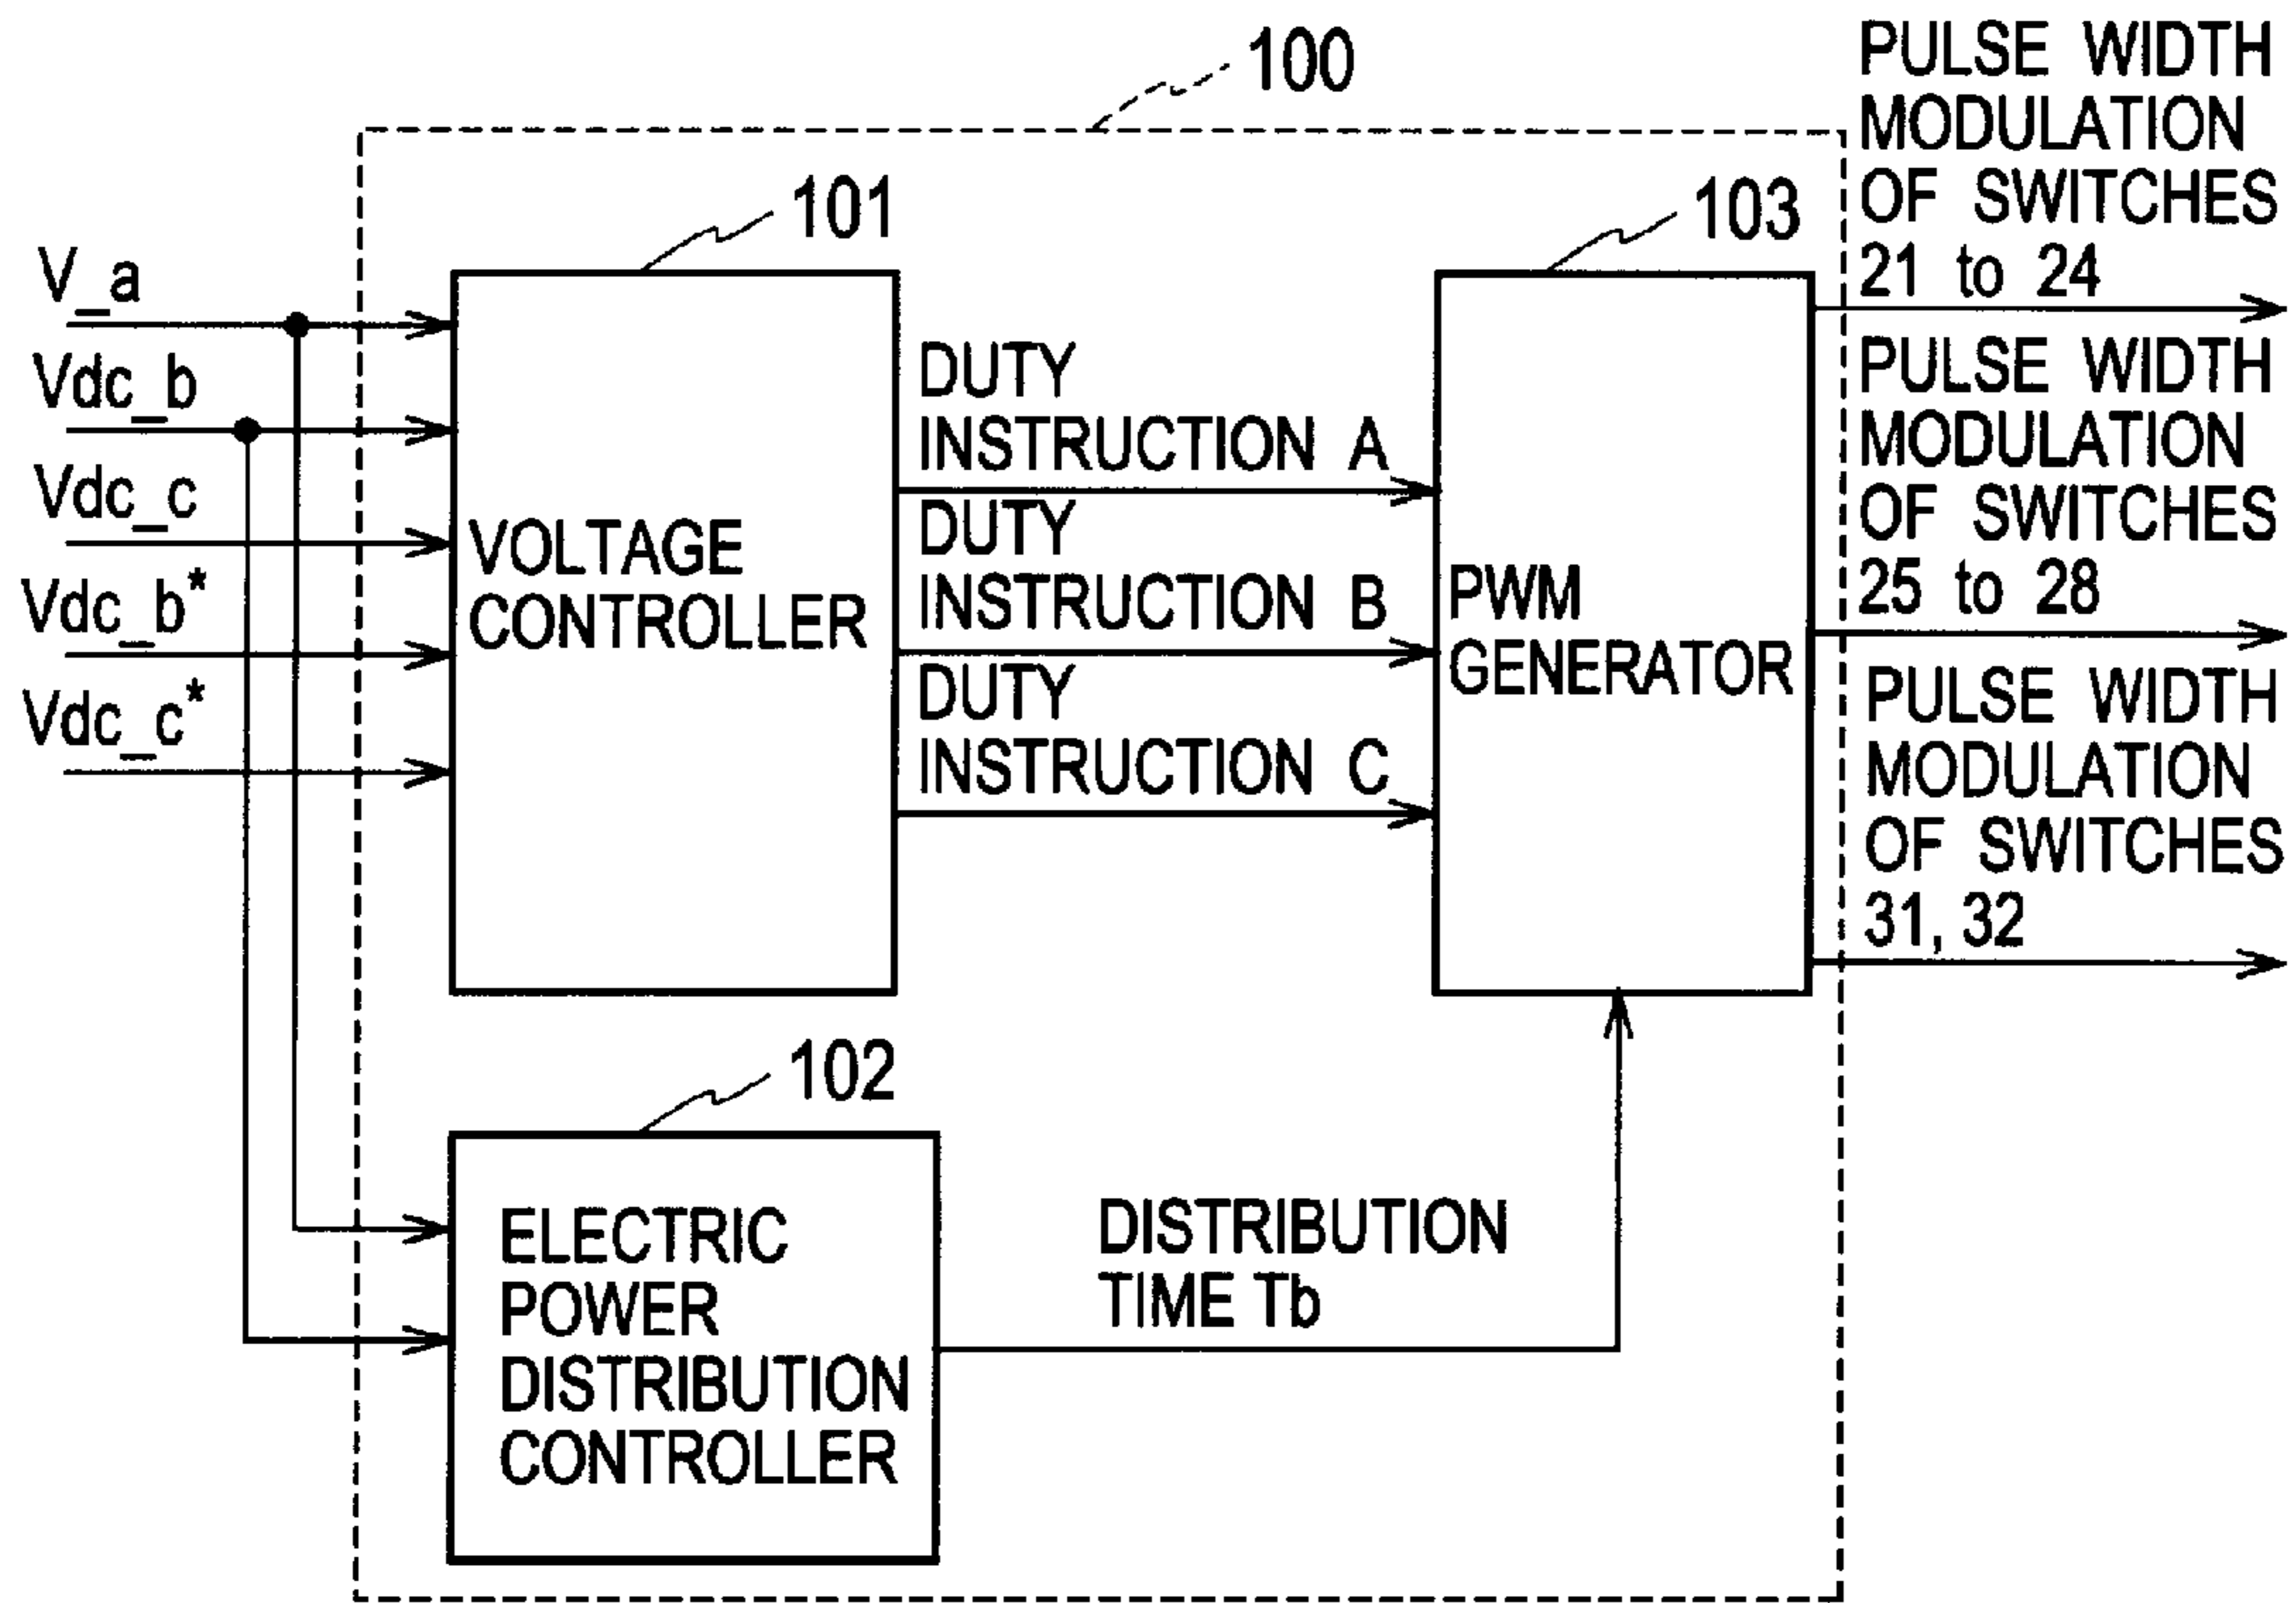 100
PULSE WIDTH
MODULATION
OF SWITCHES
21 to 24
101
103
V_a
Vdc_b
Vdc_c
Vdc_b*
Vdc_c*
VOLTAGE
CONTROLLER
DUTY
INSTRUCTION A
DUTY
INSTRUCTION B
DUTY
INSTRUCTION C
PWM
GENERATOR
PULSE WIDTH
MODULATION
OF SWITCHES
25 to 28
PULSE WIDTH
MODULATION
OF SWITCHES
31, 32
102
ELECTRIC
POWER
DISTRIBUTION
CONTROLLER
DISTRIBUTION
TIME Tb